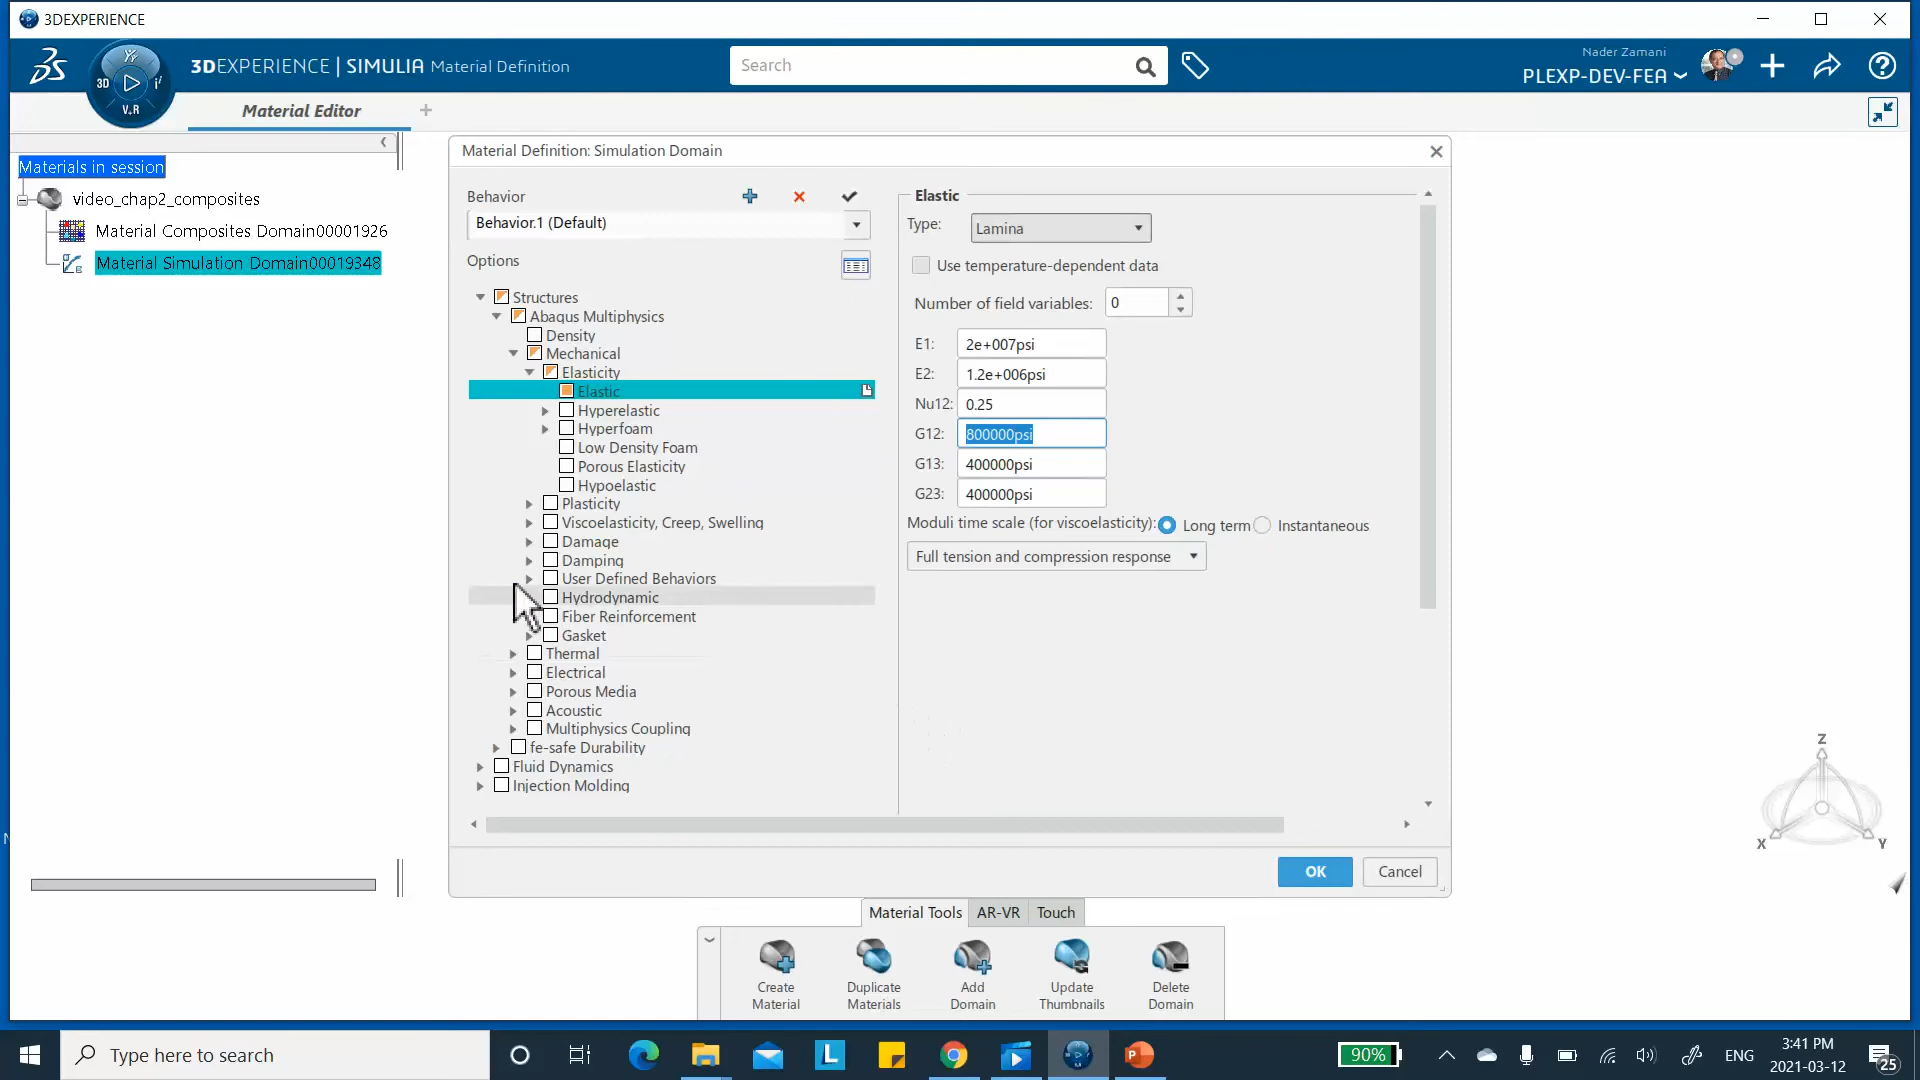 3DEXPERIENCE
3DEXPERIENCE | SIMULIA Material Definition
Search
Nader Zamani
PLEXP-DEV-FEA
3D
V.R
Material Editor
Materials in session
video_chap2_composites
Material Composites Domain00001926
Material Simulation Domain00019348
Material Definition: Simulation Domain
Behavior
Behavior.1 (Default)
Options
Structures
Abaqus Multiphysics
Density
Mechanical
Elasticity
Elastic
Hyperelastic
Hyperfoam
Low Density Foam
Porous Elasticity
Hypoelastic
Plasticity
Viscoelasticity, Creep, Swelling
Damage
Damping
User Defined Behaviors
Hydrodynamic
Fiber Reinforcement
Gasket
Thermal
Electrical
Porous Media
Acoustic
Multiphysics Coupling
fe-safe Durability
Fluid Dynamics
Injection Molding
Elastic
Type: Lamina
Use temperature-dependent data
Number of field variables: 0
E1: 2e+007psi
E2: 1.2e+006psi
Nu12: 0.25
G12: 800000psi
G13: 400000psi
G23: 400000psi
Moduli time scale (for viscoelasticity): Long term Instantaneous
Full tension and compression response
OK Cancel
Z
X Y
Material Tools AR-VR Touch
Create Material
Duplicate Materials
Add Domain
Update Thumbnails
Delete Domain
Type here to search
90%
ENG
3:41 PM
2021-03-12
25